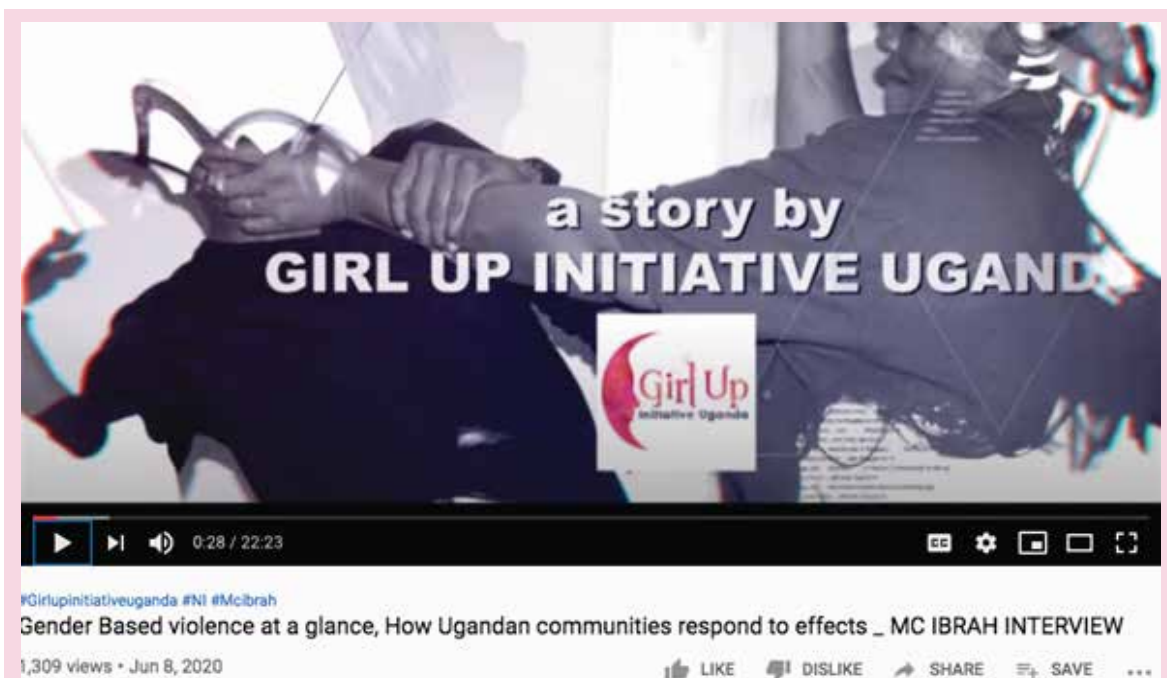 a story by
GIRL UP INITIATIVE UGAND
Girl Up
Initiative Uganda
0:28 / 22:23
CC
#Girlupinitiativeuganda #NI #Mcibrah
Gender Based violence at a glance, How Ugandan communities respond to effects _ MC IBRAH INTERVIEW
1,309 views • Jun 8, 2020 LIKE DISLIKE SHARE SAVE ...